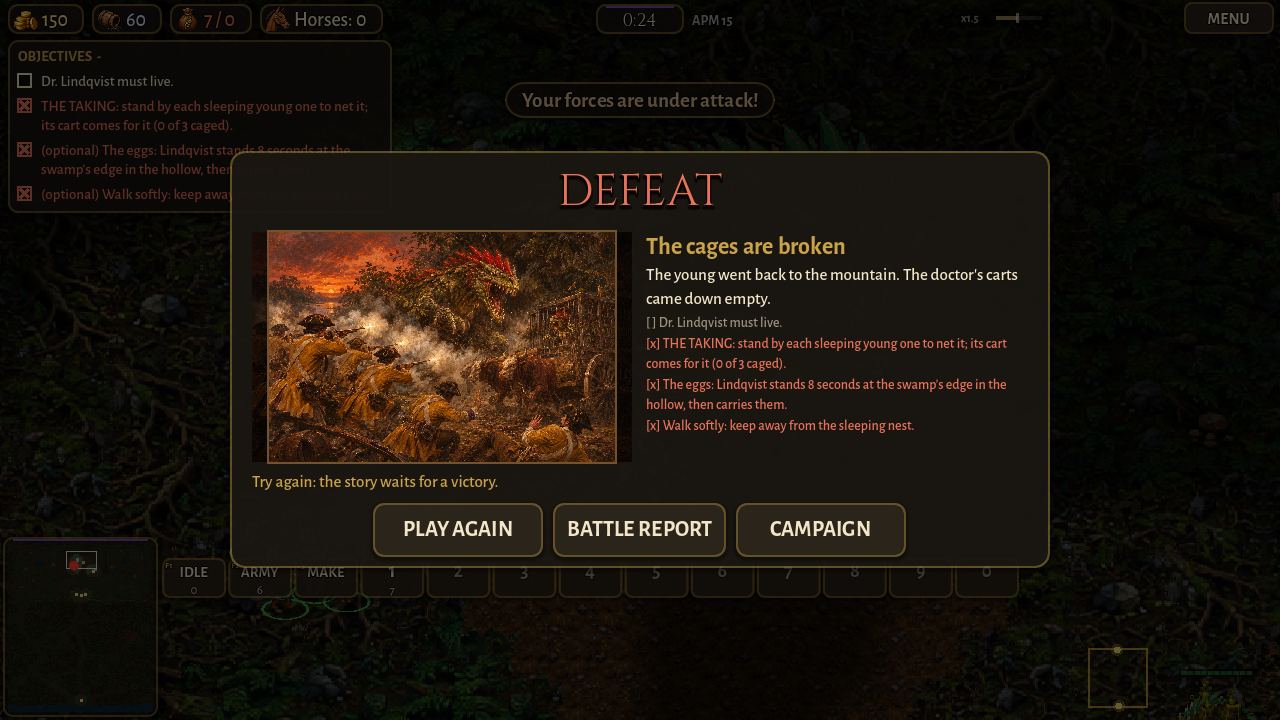 150
60
7 / 0
Horses: 0
0:24
APM 15
x1.5
MENU
OBJECTIVES -
Dr. Lindqvist must live.
THE TAKING: stand by each sleeping young one to net it;
its cart comes for it (0 of 3 caged).
(optional) The eggs: Lindqvist stands 8 seconds at the
swamp's edge in the hollow, then
(optional) Walk softly: keep away
Your forces are under attack!
DEFEAT
The cages are broken
The young went back to the mountain. The doctor's carts
came down empty.
[ ] Dr. Lindqvist must live.
[x] THE TAKING: stand by each sleeping young one to net it; its cart
comes for it (0 of 3 caged).
[x] The eggs: Lindqvist stands 8 seconds at the swamp's edge in the
hollow, then carries them.
[x] Walk softly: keep away from the sleeping nest.
Try again: the story waits for a victory.
PLAY AGAIN
BATTLE REPORT
CAMPAIGN
F1
IDLE
0
ARMY
6
MAKE
1
7
2
3
4
5
6
7
8
9
0